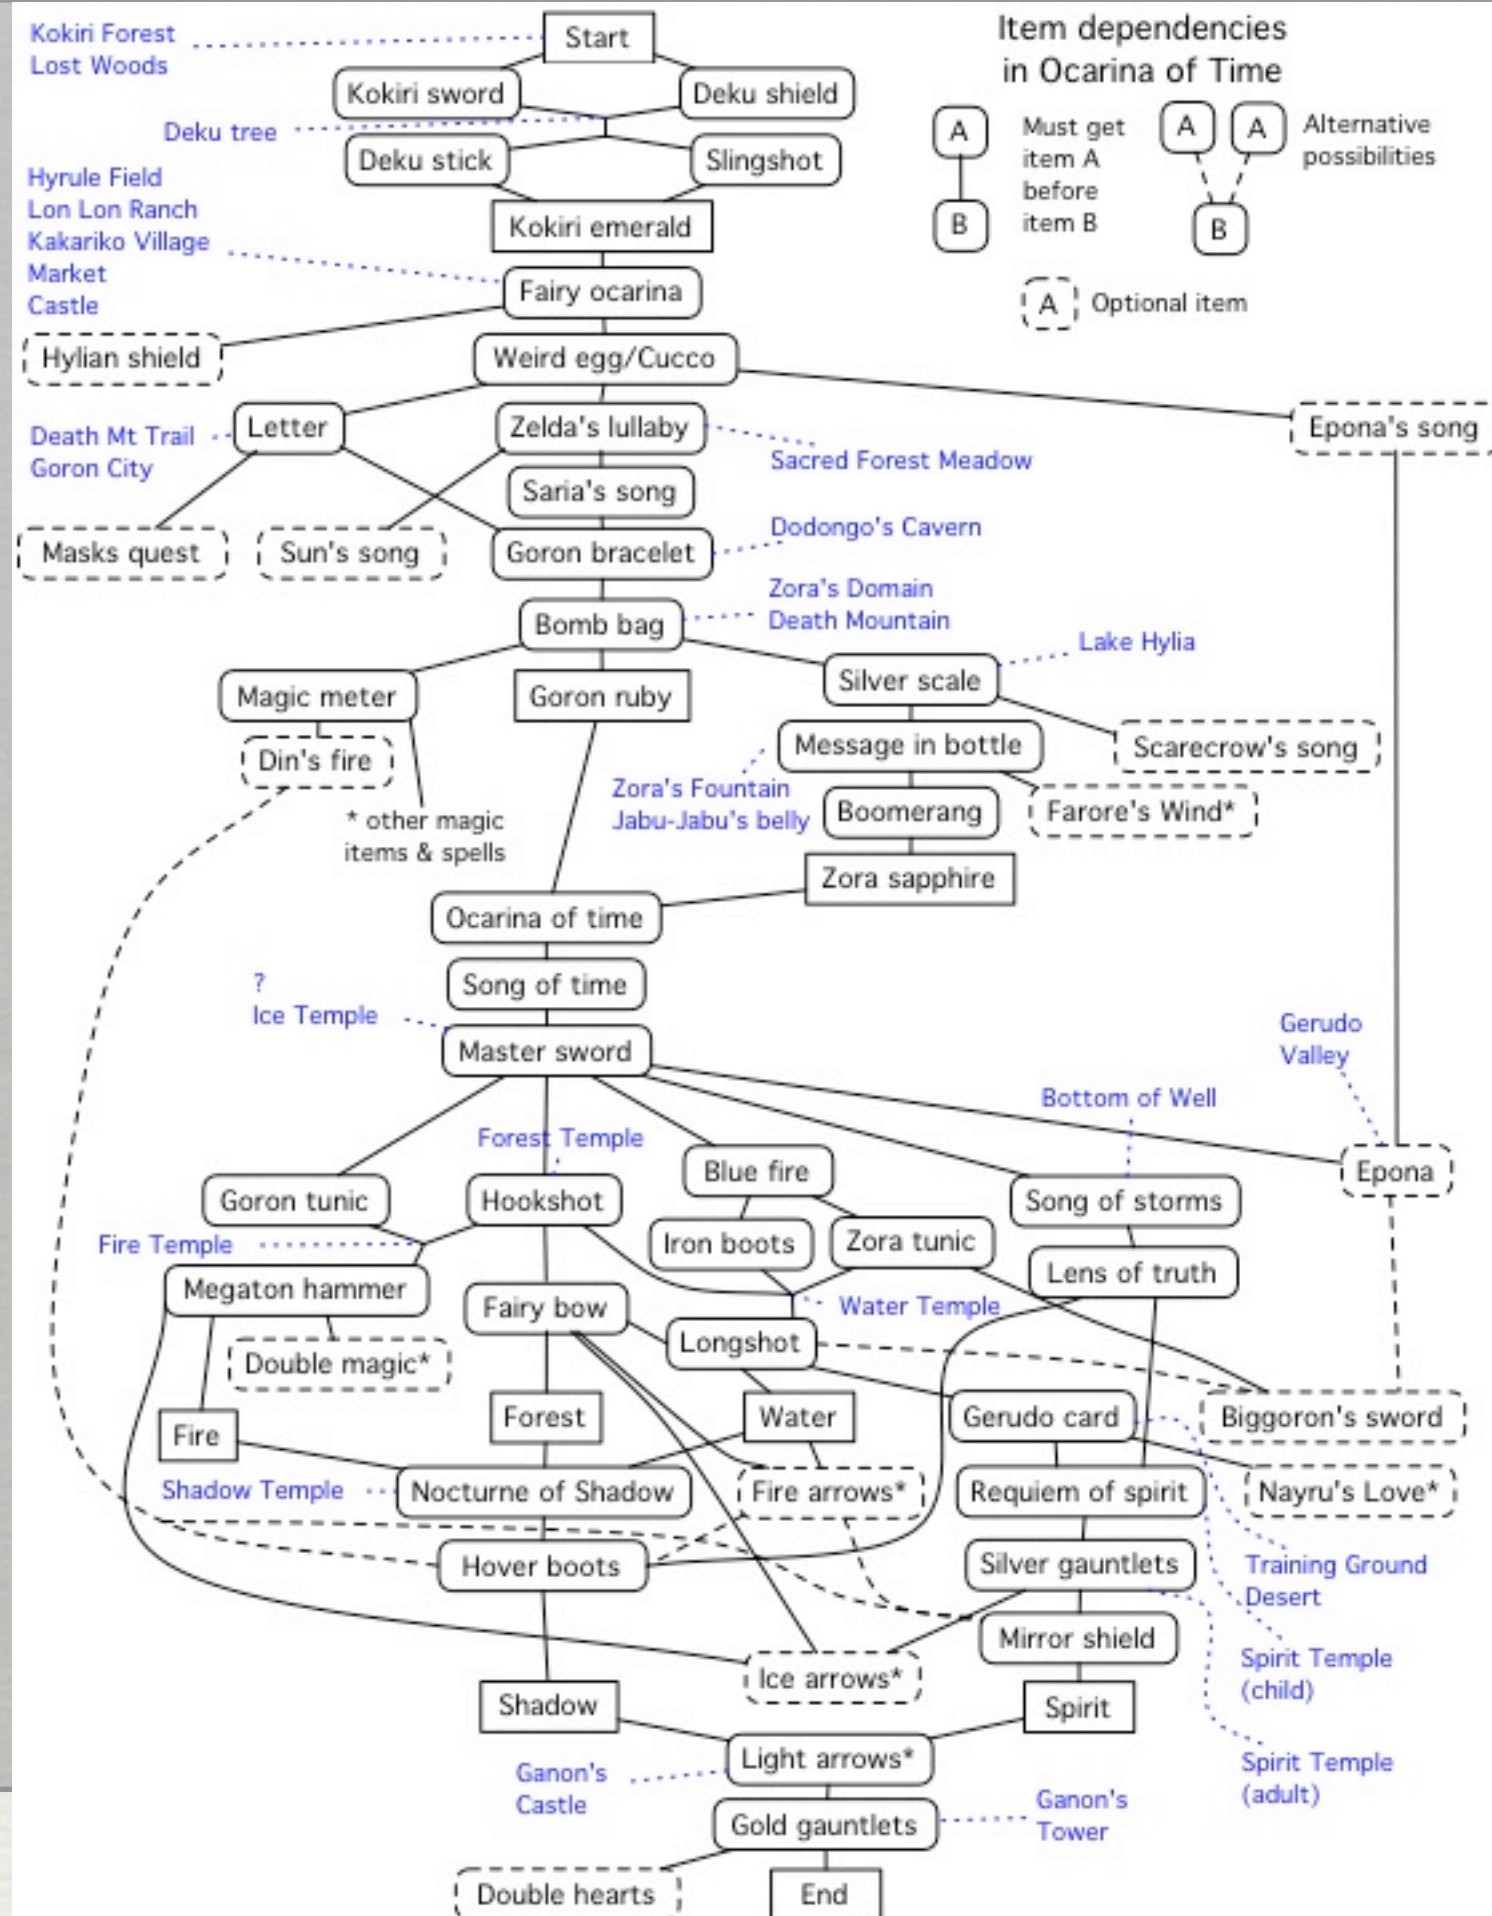 Kokiri Forest
Lost Woods
Start
Item dependencies
in Ocarina of Time
Kokiri sword
Deku shield
Deku tree
A
Must get
item A
before
item B
B
A
A
Alternative
possibilities
B
A
Optional item
Deku stick
Slingshot
Hyrule Field
Lon Lon Ranch
Kakariko Village
Market
Castle
Kokiri emerald
Fairy ocarina
Hylian shield
Weird egg/Cucco
Letter
Zelda's lullaby
Epona's song
Death Mt Trail
Goron City
Sacred Forest Meadow
Saria's song
Dodongo's Cavern
Masks quest
Sun's song
Goron bracelet
Zora's Domain
Death Mountain
Bomb bag
Lake Hylia
Magic meter
Goron ruby
Silver scale
Din's fire
Message in bottle
Scarecrow's song
* other magic
items & spells
Zora's Fountain
Jabu-Jabu's belly
Boomerang
Farore's Wind*
Zora sapphire
Ocarina of time
Song of time
?
Ice Temple
Master sword
Gerudo
Valley
Bottom of Well
Forest Temple
Blue fire
Epona
Goron tunic
Hookshot
Song of storms
Fire Temple
Iron boots
Zora tunic
Lens of truth
Megaton hammer
Fairy bow
Water Temple
Double magic*
Longshot
Fire
Forest
Water
Gerudo card
Biggoron's sword
Shadow Temple
Nocturne of Shadow
Fire arrows*
Requiem of spirit
Nayru's Love*
Hover boots
Silver gauntlets
Training Ground
Desert
Mirror shield
Ice arrows*
Spirit Temple
(child)
Shadow
Spirit
Light arrows*
Ganon's
Castle
Spirit Temple
(adult)
Gold gauntlets
Ganon's
Tower
Double hearts
End